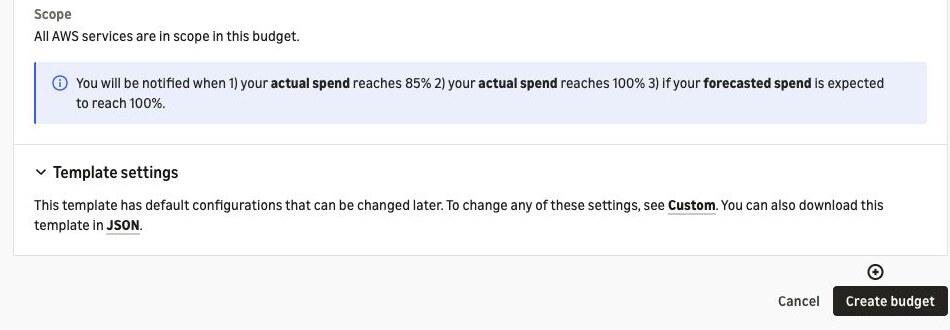 Scope
All AWS services are in scope in this budget.
You will be notified when 1) your actual spend reaches 85% 2) your actual spend reaches 100% 3) if your forecasted spend is expected
to reach 100%.
Template settings
This template has default configurations that can be changed later. To change any of these settings, see Custom. You can also download this
template in JSON.
Cancel Create budget